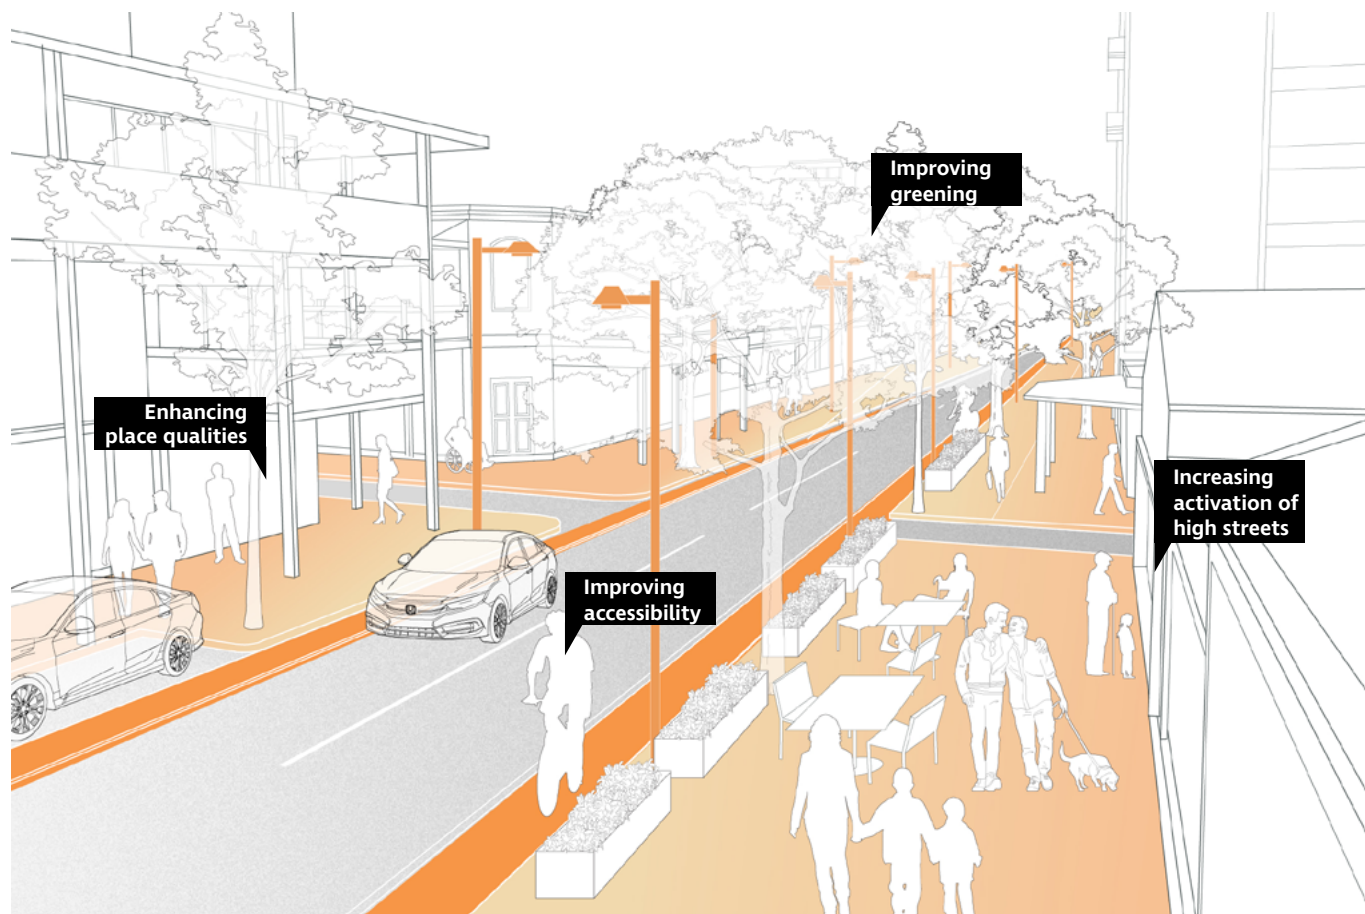 Improving
greening
Enhancing
place qualities
Increasing
activation of
high streets
Improving
accessibility